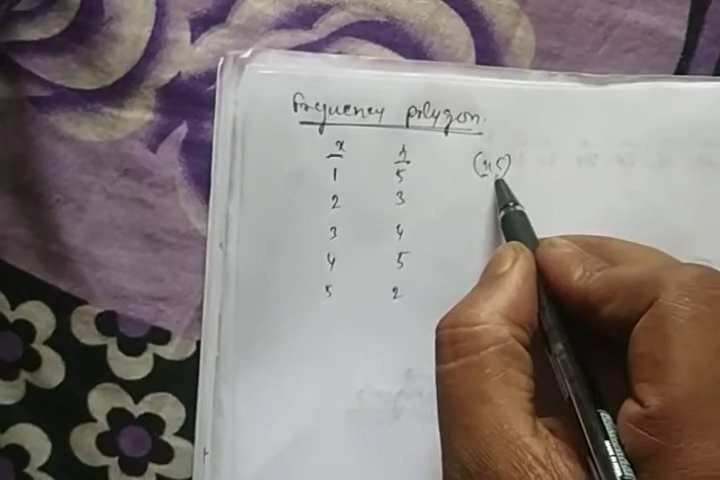 Frequency polygon.
x f
1 5 (1,5)
2 3
3 4
4 5
5 2